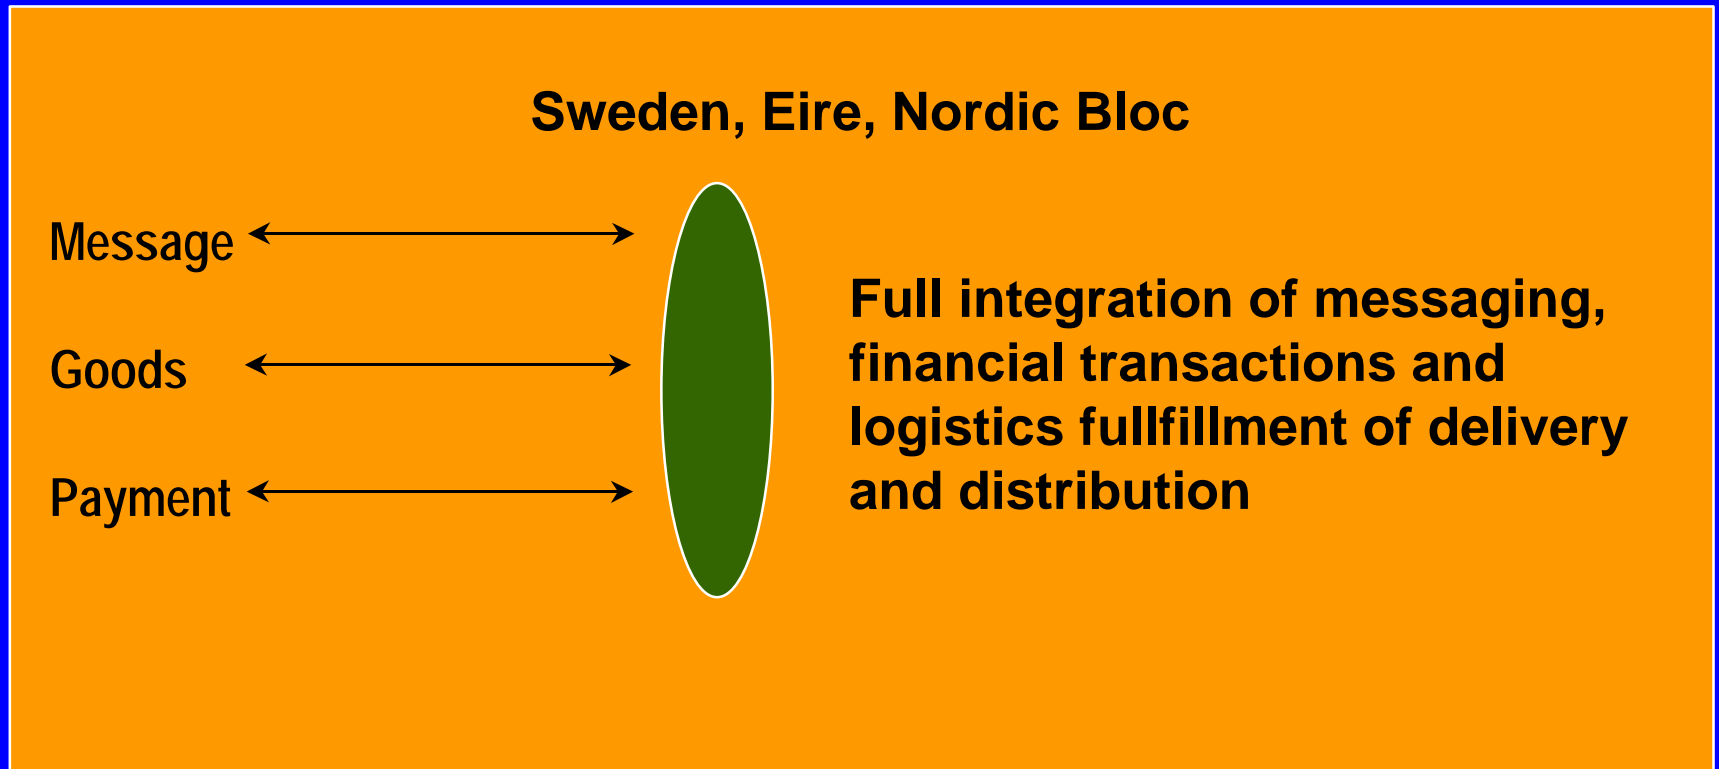 Sweden, Eire, Nordic Bloc
Message
Goods
Payment
Full integration of messaging,
financial transactions and
logistics fullfillment of delivery
and distribution